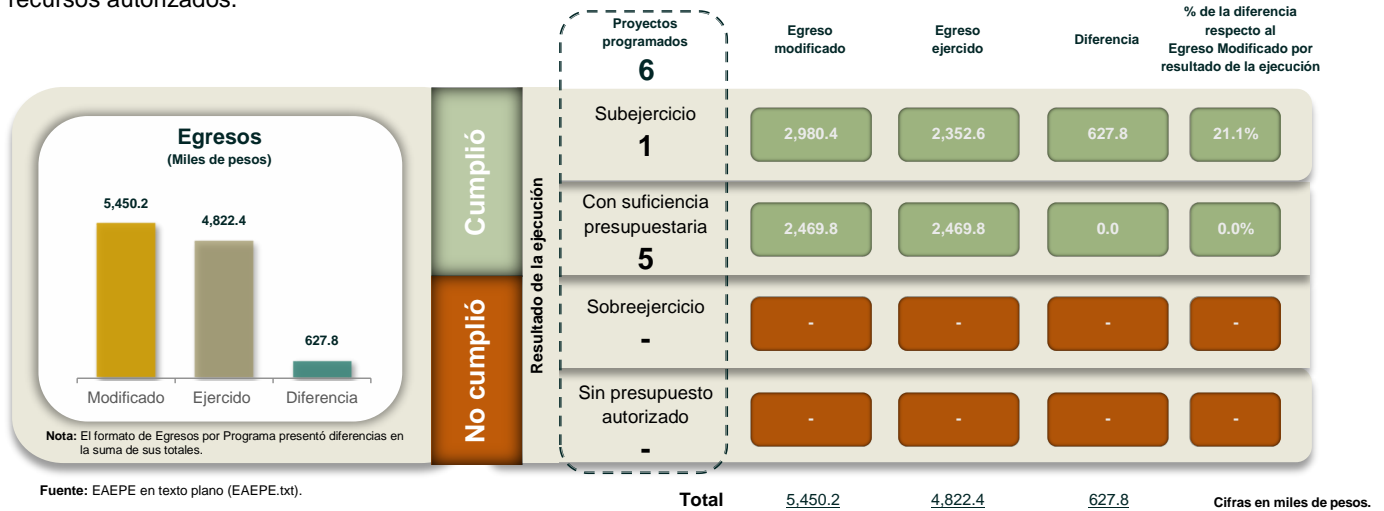 recursos autorizados.
Proyectos
programados
6
Egreso
modificado
Egreso
ejercido
Diferencia
% de la diferencia
respecto al
Egreso Modificado por
resultado de la ejecución
Egresos
(Miles de pesos)
5,450.2
4,822.4
627.8
Modificado
Ejercido
Diferencia
Nota: El formato de Egresos por Programa presentó diferencias en
la suma de sus totales.
Cumplió
No cumplió
Resultado de la ejecución
Subejercicio
1
2,980.4
2,352.6
627.8
21.1%
Con suficiencia
presupuestaria
5
2,469.8
2,469.8
0.0
0.0%
Sobreejercicio
-
-
-
-
-
Sin presupuesto
autorizado
-
-
-
-
-
Fuente: EAEPE en texto plano (EAEPE.txt).
Total
5,450.2
4,822.4
627.8
Cifras en miles de pesos.